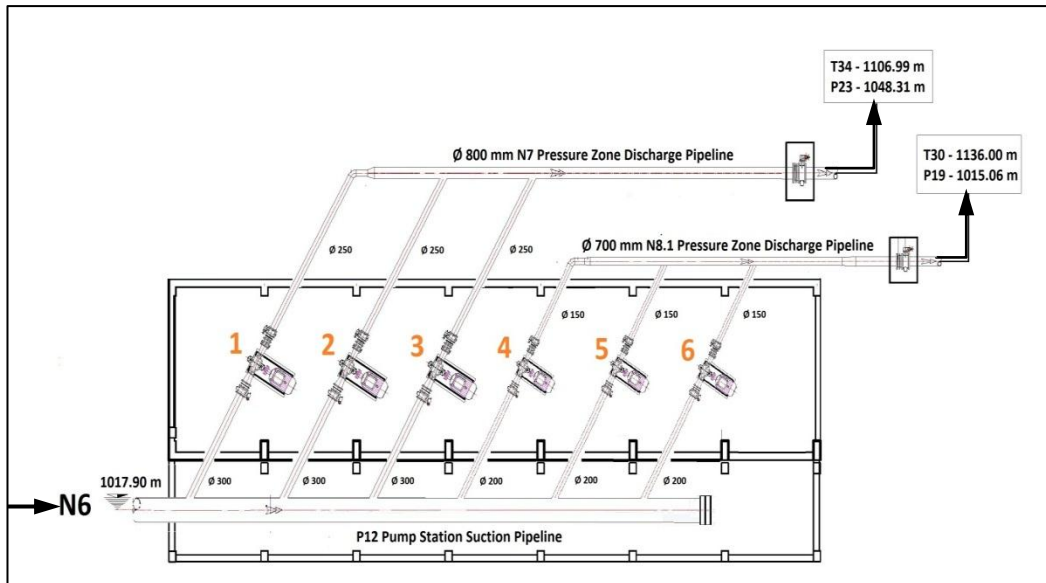 T34 - 1106.99 m
P23 - 1048.31 m
T30 - 1136.00 m
P19 - 1015.06 m
Ø 800 mm N7 Pressure Zone Discharge Pipeline
Ø 700 mm N8.1 Pressure Zone Discharge Pipeline
Ø 250
Ø 250
Ø 250
Ø 150
Ø 150
Ø 150
1
2
3
4
5
6
1017.90 m
Ø 300
Ø 300
Ø 300
Ø 200
Ø 200
Ø 200
N6
P12 Pump Station Suction Pipeline